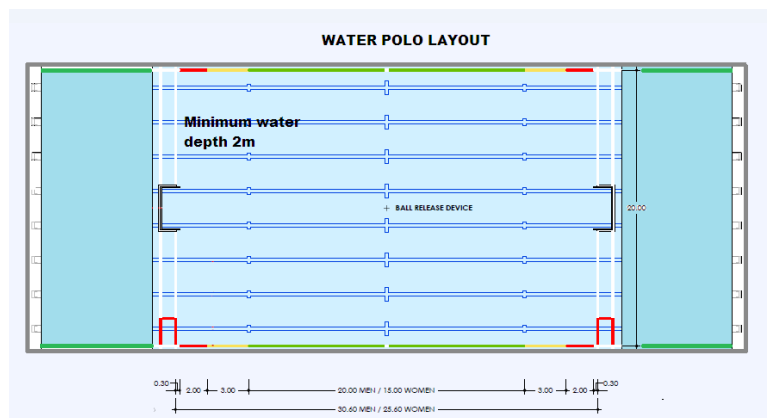 WATER POLO LAYOUT
Minimum water
depth 2m
BALL RELEASE DEVICE
20.00
0.30 2.00 3.00 20.00 MEN / 15.00 WOMEN 3.00 2.00 0.30
30.60 MEN / 25.60 WOMEN